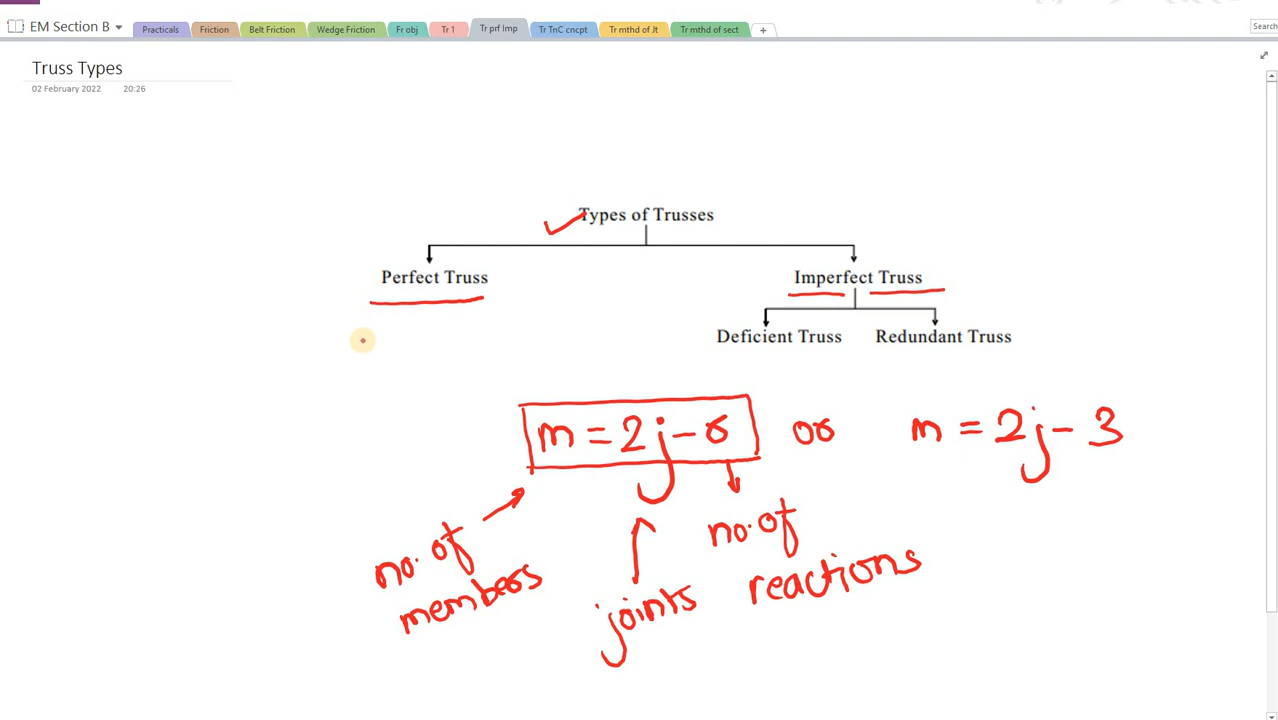 EM Section B
Practicals
Friction
Belt Friction
Wedge Friction
Fr obj
Tr 1
Tr prf Imp
Tr TnC cncpt
Tr mthd of Jt
Tr mthd of sect
+
Search
Truss Types
02 February 2022 20:26
Types of Trusses
Perfect Truss
Imperfect Truss
Deficient Truss
Redundant Truss
m = 2j - r or m = 2j - 3
no. of
members
joints
no. of
reactions